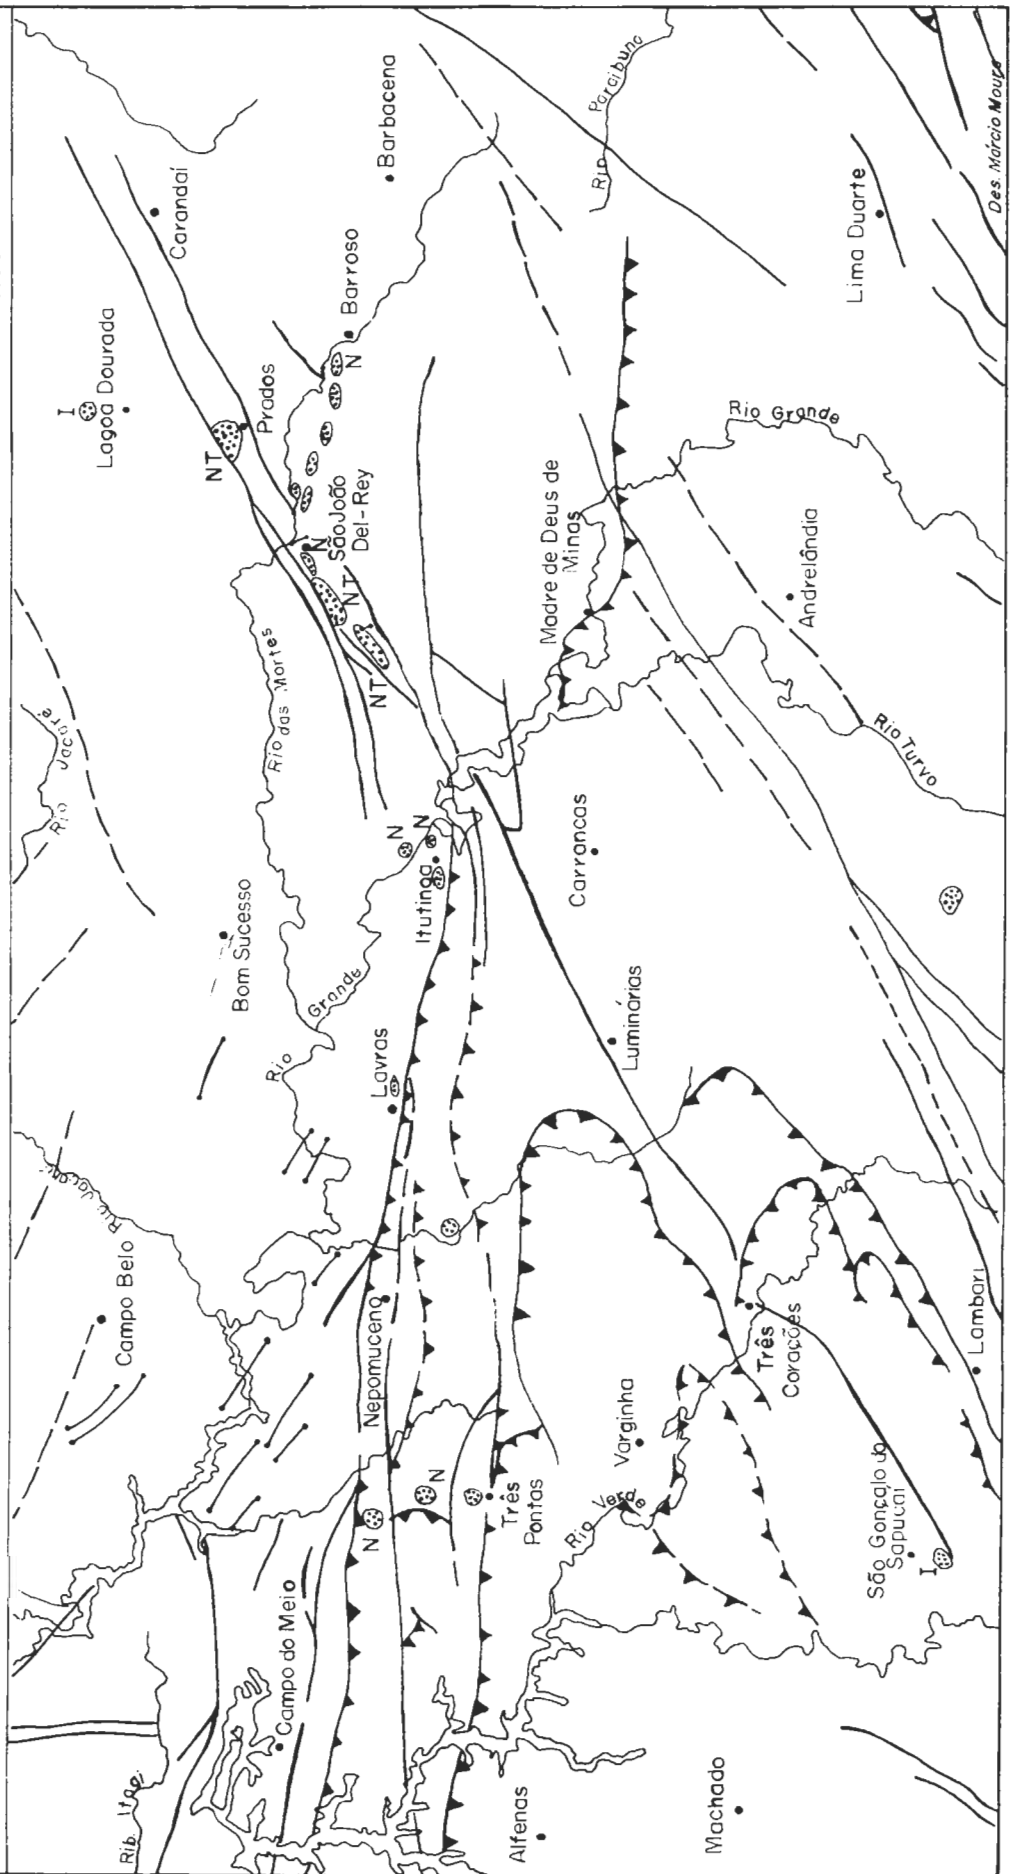 Rio Jacaré
Rio Jacaré
Rib. Itaci
Campo Belo
Bom Sucesso
I
Lagoa Dourada
Carandaí
NT
Prados
Rio das Mortes
Campo do Meio
Rio
Grande
N
São João
Del-Rey
NT
NT
N
Barroso
Barbacena
Nepomuceno
Lavras
N
N
Itutinga
N
N
Três
Pontas
Alfenas
Rio Verde
Varginha
Luminárias
Carrancas
Madre de Deus de
Minas
Rio Paraibuna
Rio Grande
Machado
Três
Corações
São Gonçalo do
Sapucaí
I
Lambari
Rio Turvo
Andrelândia
Lima Duarte
Des. Márcio Moura